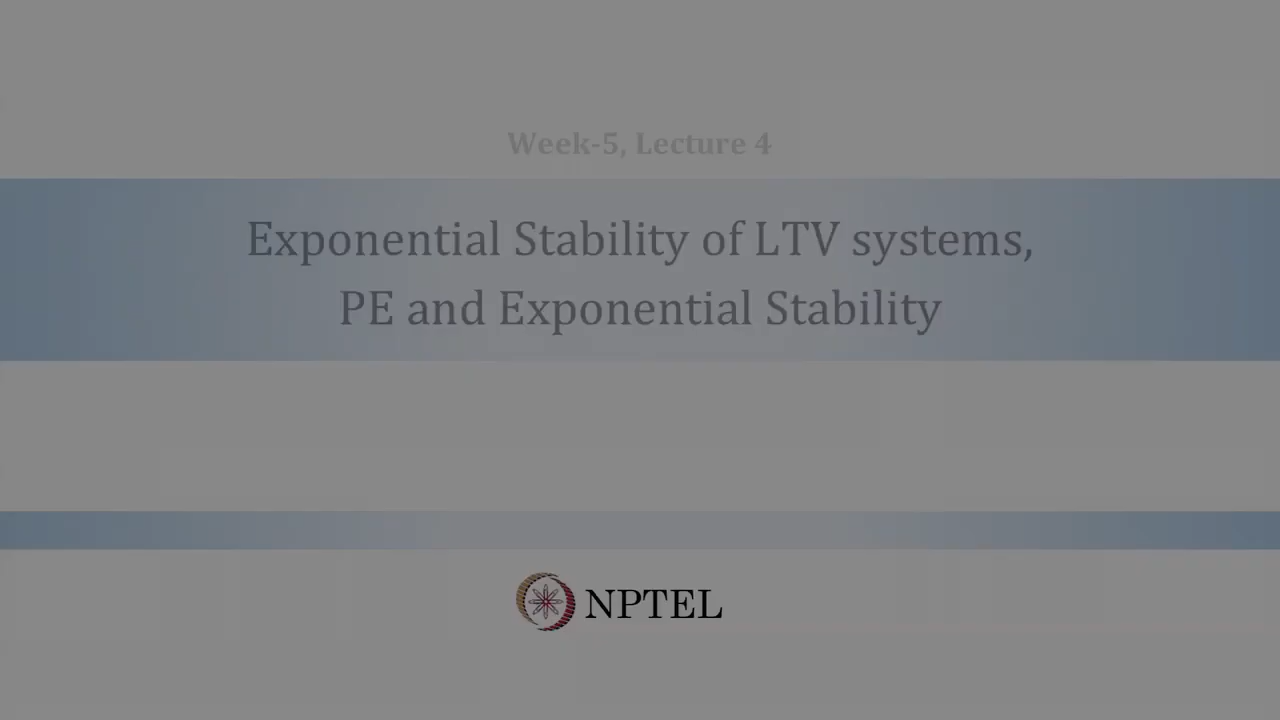 Week-5, Lecture 4
Exponential Stability of LTV systems,
PE and Exponential Stability
NPTEL